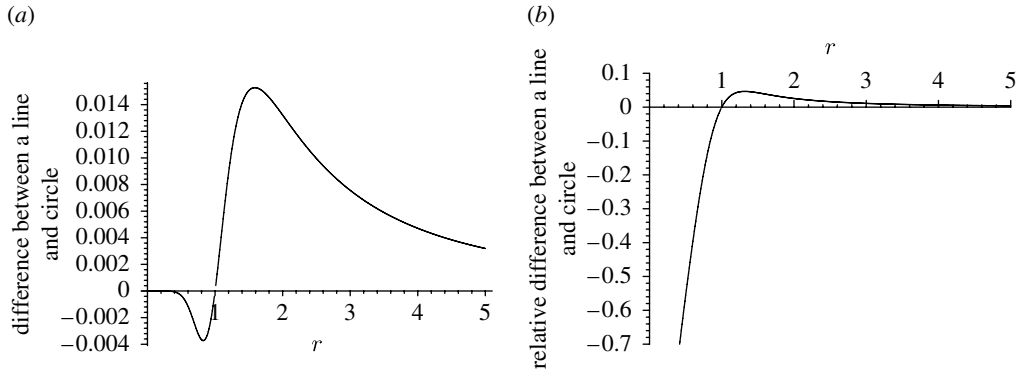 (a)
difference between a line
and circle
0.014
0.012
0.010
0.008
0.006
0.004
0.002
0
−0.002
−0.004
1 2 3 4 5
r
(b)
relative difference between a line
and circle
r
1 2 3 4 5
0.1
0
−0.1
−0.2
−0.3
−0.4
−0.5
−0.6
−0.7